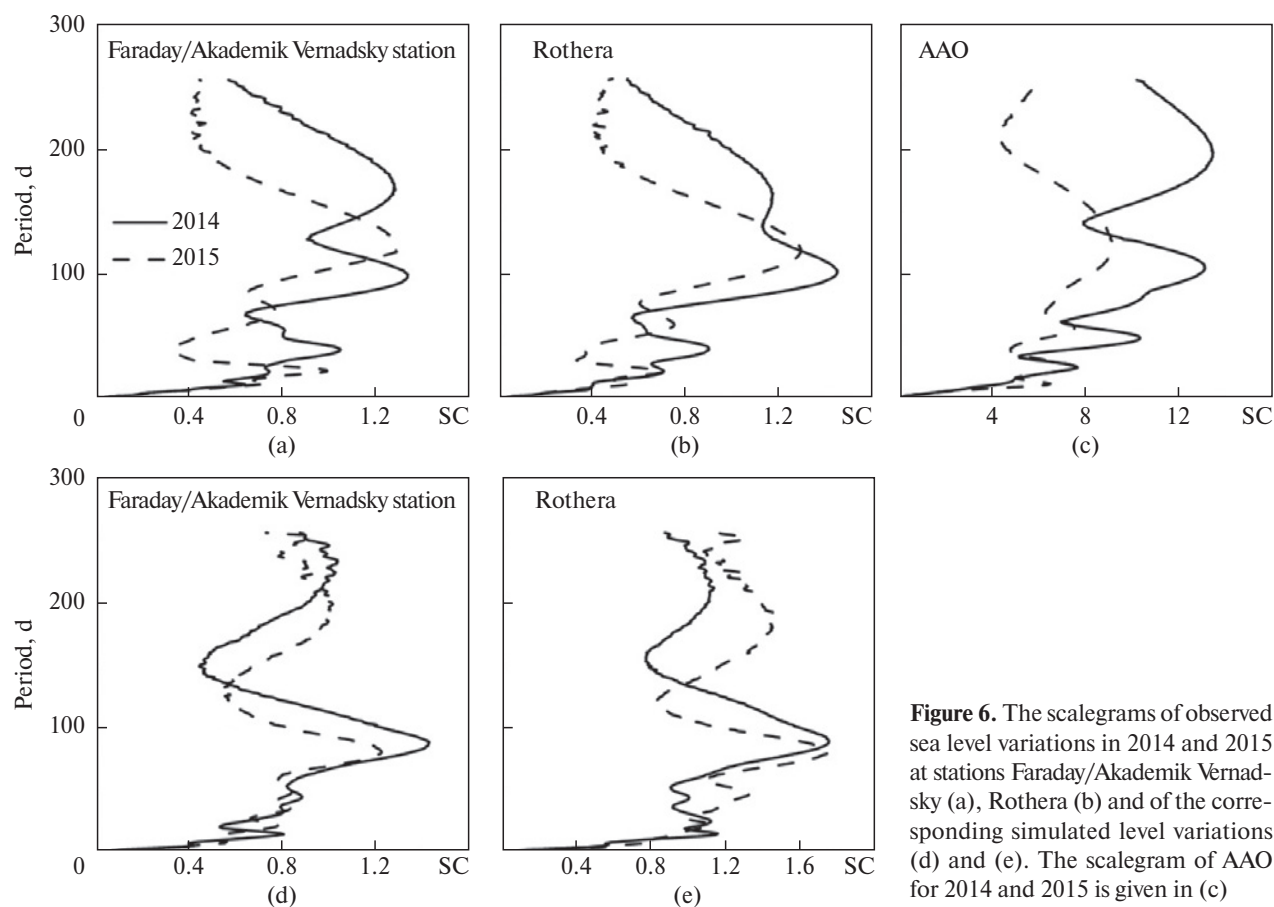 300
Faraday/Akademik Vernadsky station
Rothera
AAO
200
Period, d
2014
2015
100
0
0.4 0.8 1.2 SC
0.4 0.8 1.2 SC
4 8 12 SC
(a)
(b)
(c)
300
Faraday/Akademik Vernadsky station
Rothera
200
Period, d
100
0
0.4 0.8 1.2 SC
0.4 0.8 1.2 1.6 SC
(d)
(e)
Figure 6. The scalegrams of observed
sea level variations in 2014 and 2015
at stations Faraday/Akademik Vernad-
sky (a), Rothera (b) and of the corre-
sponding simulated level variations
(d) and (e). The scalegram of AAO
for 2014 and 2015 is given in (c)